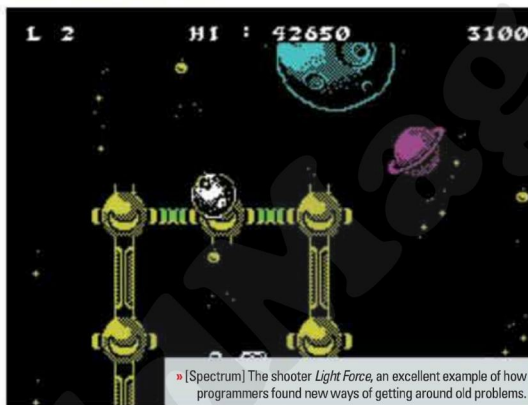 L 2 HI : 42650 3100
» [Spectrum] The shooter Light Force, an excellent example of how
programmers found new ways of getting around old problems.